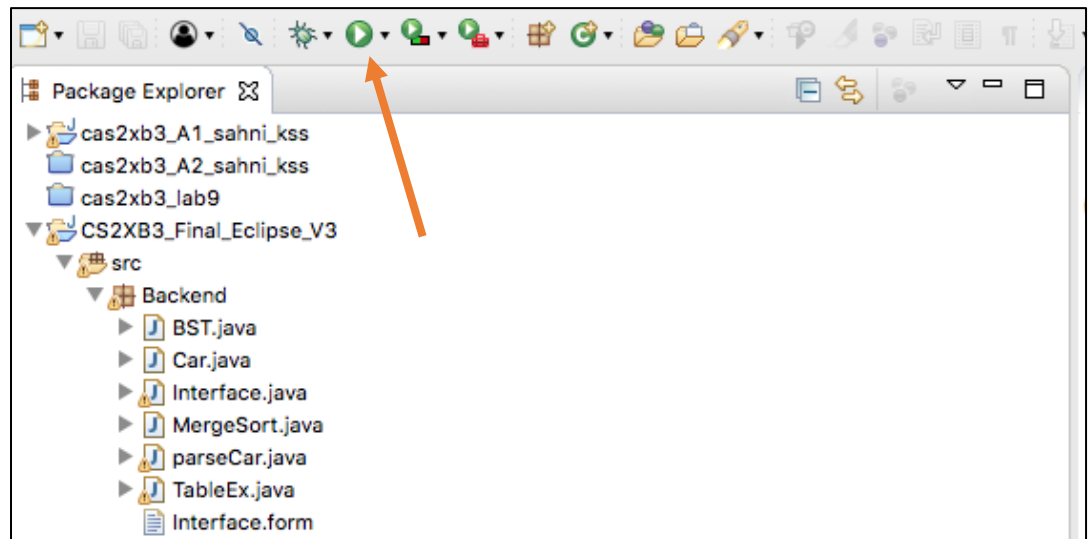 Package Explorer
cas2xb3_A1_sahni_kss
cas2xb3_A2_sahni_kss
cas2xb3_lab9
CS2XB3_Final_Eclipse_V3
src
Backend
BST.java
Car.java
Interface.java
MergeSort.java
parseCar.java
TableEx.java
Interface.form